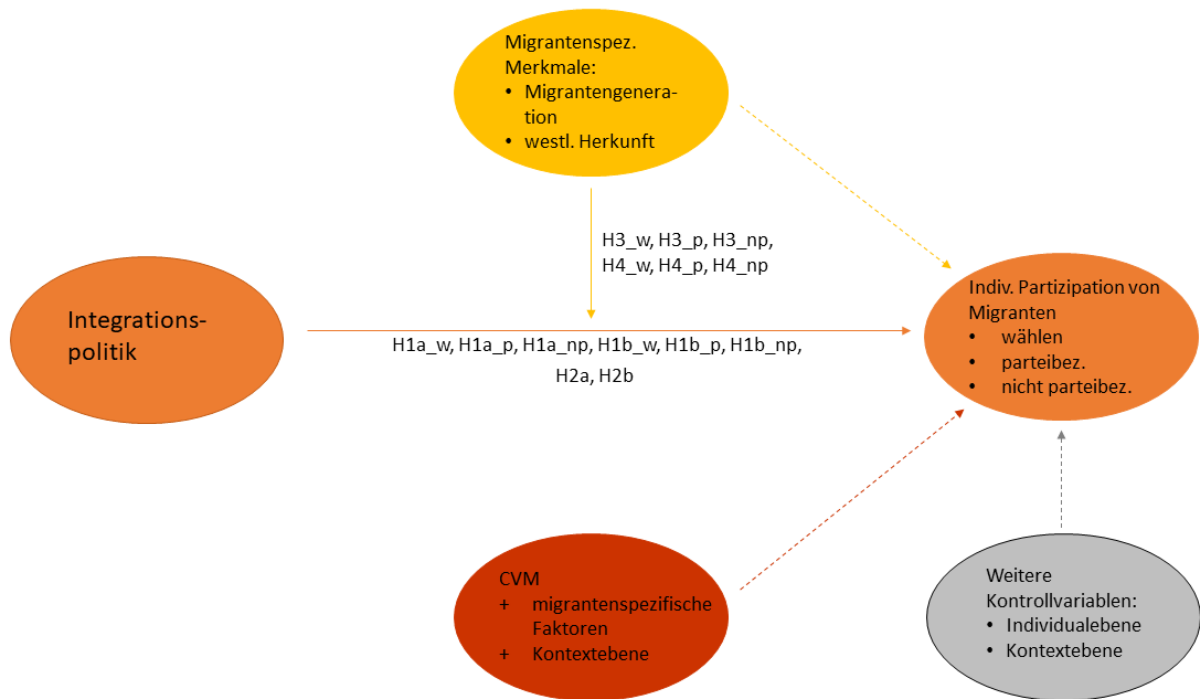 Migrantenspez.
Merkmale:
• Migrantengenera-
tion
• westl. Herkunft
H3_w, H3_p, H3_np,
H4_w, H4_p, H4_np
Integrations-
politik
H1a_w, H1a_p, H1a_np, H1b_w, H1b_p, H1b_np,
H2a, H2b
Indiv. Partizipation von
Migranten
• wählen
• parteibez.
• nicht parteibez.
CVM
+ migrantenspezifische
Faktoren
+ Kontextebene
Weitere
Kontrollvariablen:
• Individualebene
• Kontextebene